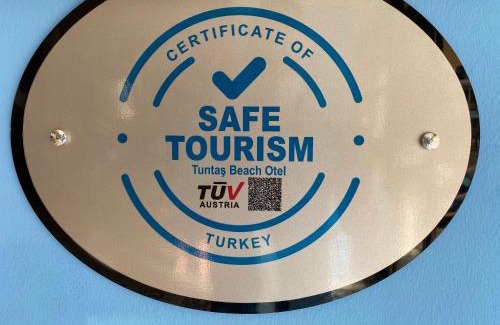 CERTIFICATE OF
SAFE
TOURISM
Tuntaş Beach Otel
TÜV
AUSTRIA
TURKEY